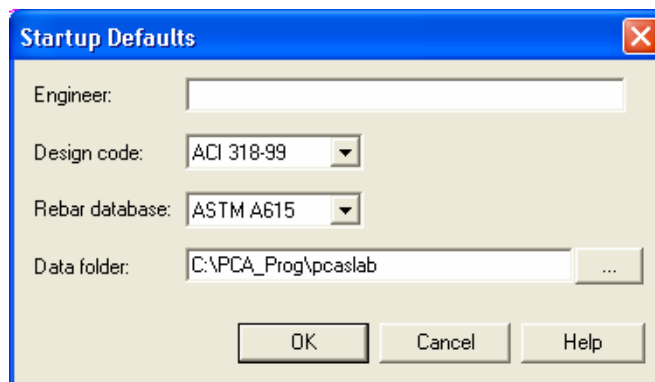 Startup Defaults
Engineer:
Design code: ACI 318-99
Rebar database: ASTM A615
Data folder: C:\PCA_Prog\pcaslab ...
OK Cancel Help